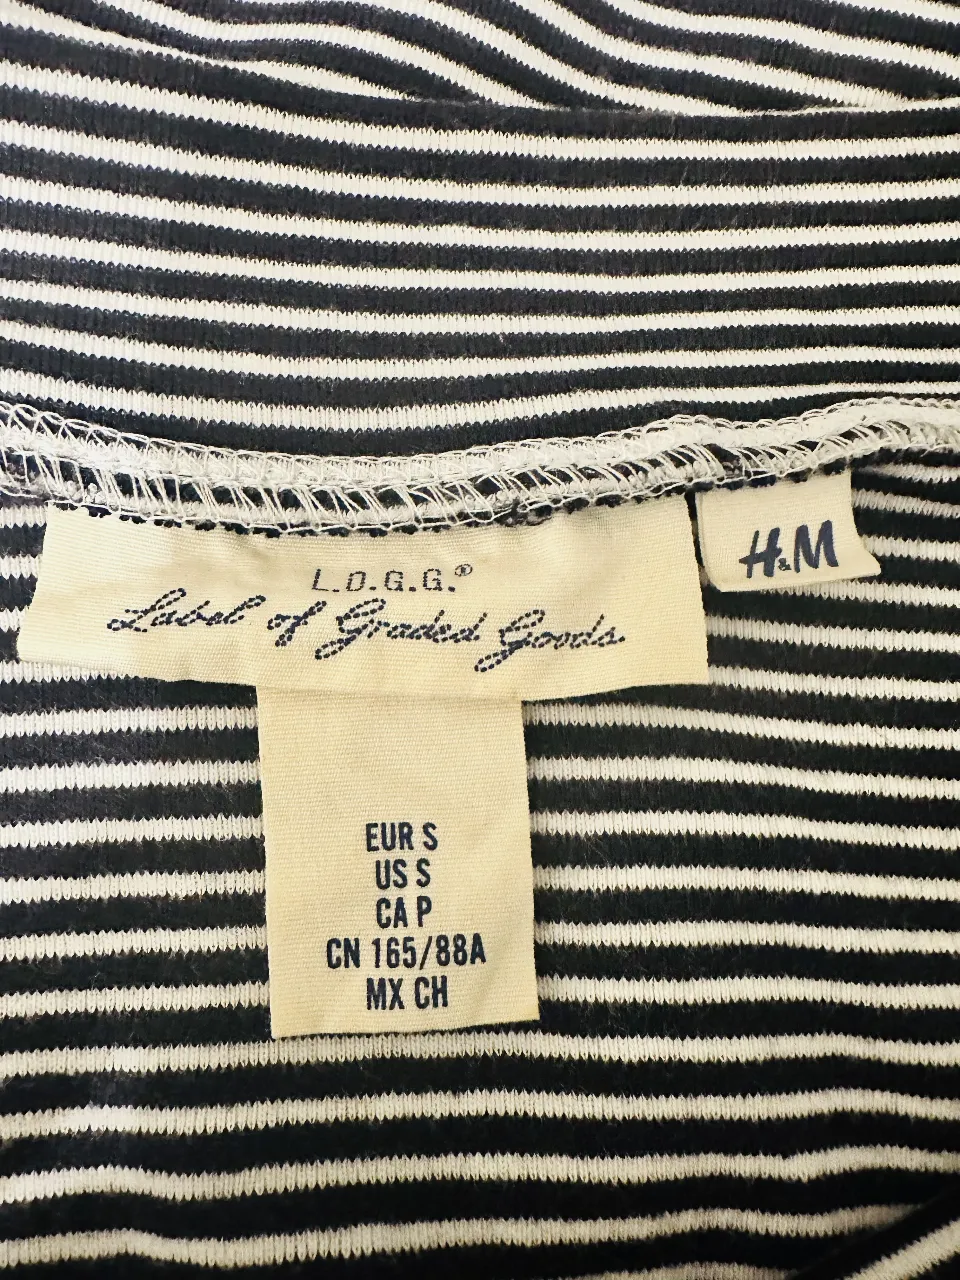 L.O.G.G.®
Label of Graded Goods.
H&M
EUR S
US S
CA P
CN 165/88A
MX CH